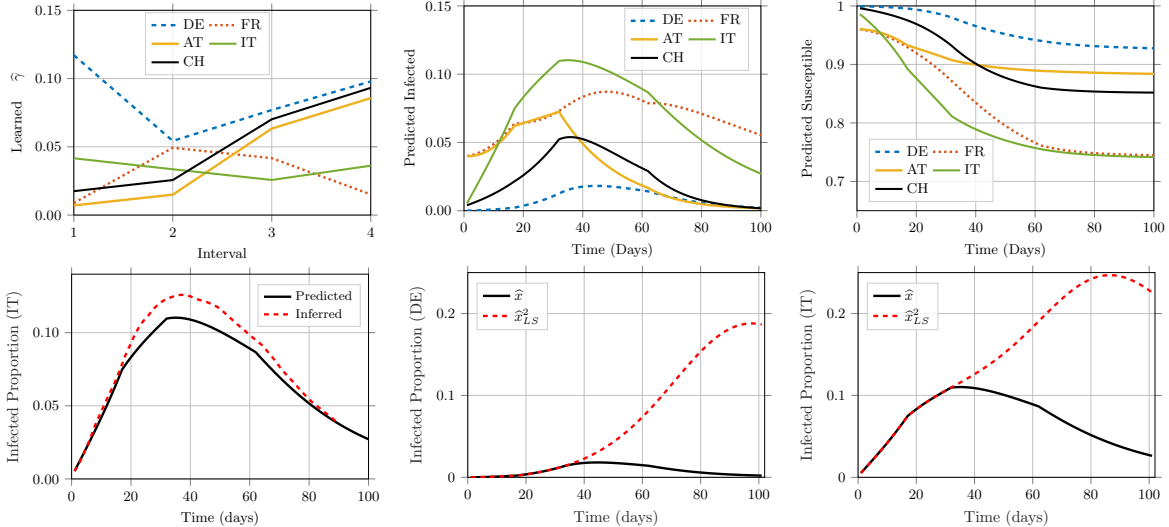 0.15
0.10
0.05
0.00
Learned γ̂
DE FR
AT IT
CH
1 2 3 4
Interval
0.15
0.10
0.05
0.00
Predicted Infected
DE FR
AT IT
CH
0 20 40 60 80 100
Time (Days)
1
0.9
0.8
0.7
Predicted Susceptible
DE FR
AT IT
CH
0 20 40 60 80 100
Time (Days)
0.10
0.05
0.00
Infected Proportion (IT)
Predicted
Inferred
0 20 40 60 80 100
Time (days)
0.2
0.1
0
Infected Proportion (DE)
x̂
x̂²_LS
0 20 40 60 80 100
Time (days)
0.2
0.1
0
Infected Proportion (IT)
x̂
x̂²_LS
0 20 40 60 80 100
Time (days)